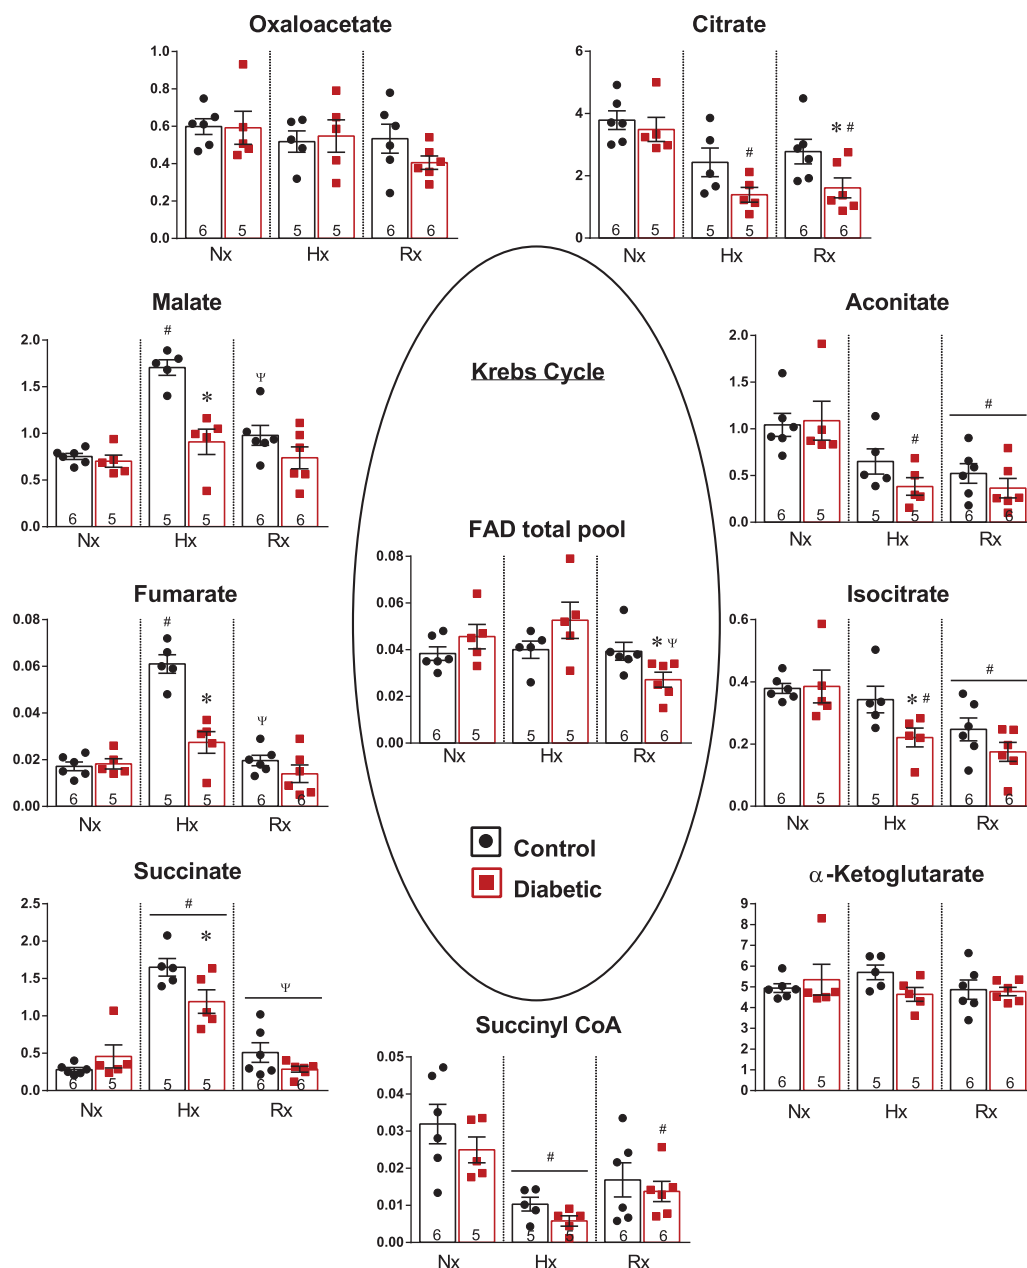 Oxaloacetate
1.0
0.8
0.6
0.4
0.2
0.0
6 5 5 5 6 6
Nx Hx Rx
Citrate
6
4
2
0
* #
#
6 5 5 5 6 6
Nx Hx Rx
Malate
2.0
1.5
1.0
0.5
0.0
#
*
Ψ
6 5 5 5 6 6
Nx Hx Rx
Krebs Cycle
Aconitate
2.0
1.5
1.0
0.5
0.0
#
#
6 5 5 5 6 6
Nx Hx Rx
FAD total pool
0.08
0.06
0.04
0.02
0.00
* Ψ
6 5 5 5 6 6
Nx Hx Rx
Fumarate
0.08
0.06
0.04
0.02
0.00
#
*
Ψ
6 5 5 5 6 6
Nx Hx Rx
Isocitrate
0.6
0.4
0.2
0.0
#
* #
6 5 5 5 6 6
Nx Hx Rx
Control
Diabetic
Succinate
2.5
2.0
1.5
1.0
0.5
0.0
#
*
Ψ
6 5 5 5 6 6
Nx Hx Rx
α-Ketoglutarate
9
8
7
6
5
4
3
2
1
0
6 5 5 5 6 6
Nx Hx Rx
Succinyl CoA
0.05
0.04
0.03
0.02
0.01
0.00
#
#
6 5 5 5 6 6
Nx Hx Rx